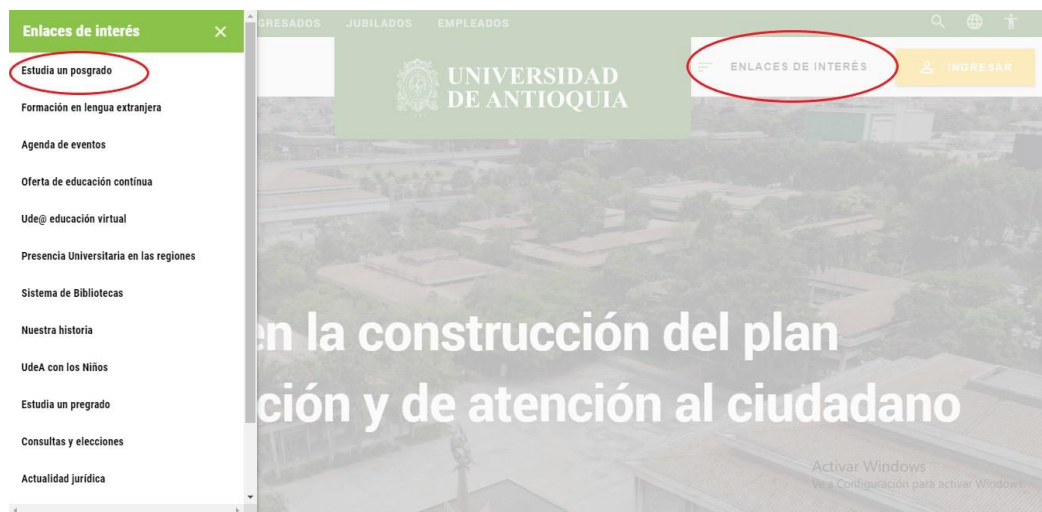 Enlaces de interés ×
GRESADOS JUBILADOS EMPLEADOS
Estudia un posgrado
Formación en lengua extranjera
Agenda de eventos
Oferta de educación contínua
Ude@ educación virtual
Presencia Universitaria en las regiones
Sistema de Bibliotecas
Nuestra historia
UdeA con los Niños
Estudia un pregrado
Consultas y elecciones
Actualidad jurídica
UNIVERSIDAD
DE ANTIOQUIA
ENLACES DE INTERÉS
INGRESAR
en la construcción del plan
ción y de atención al ciudadano
Activar Windows
Ve a Configuración para activar Windows.